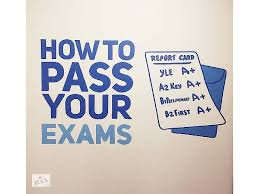 HOW TO
PASS
YOUR
EXAMS
REPORT CARD
YLE A+
A2 KEY A+
B1 PRELIMINARY A+
B2 FIRST A+